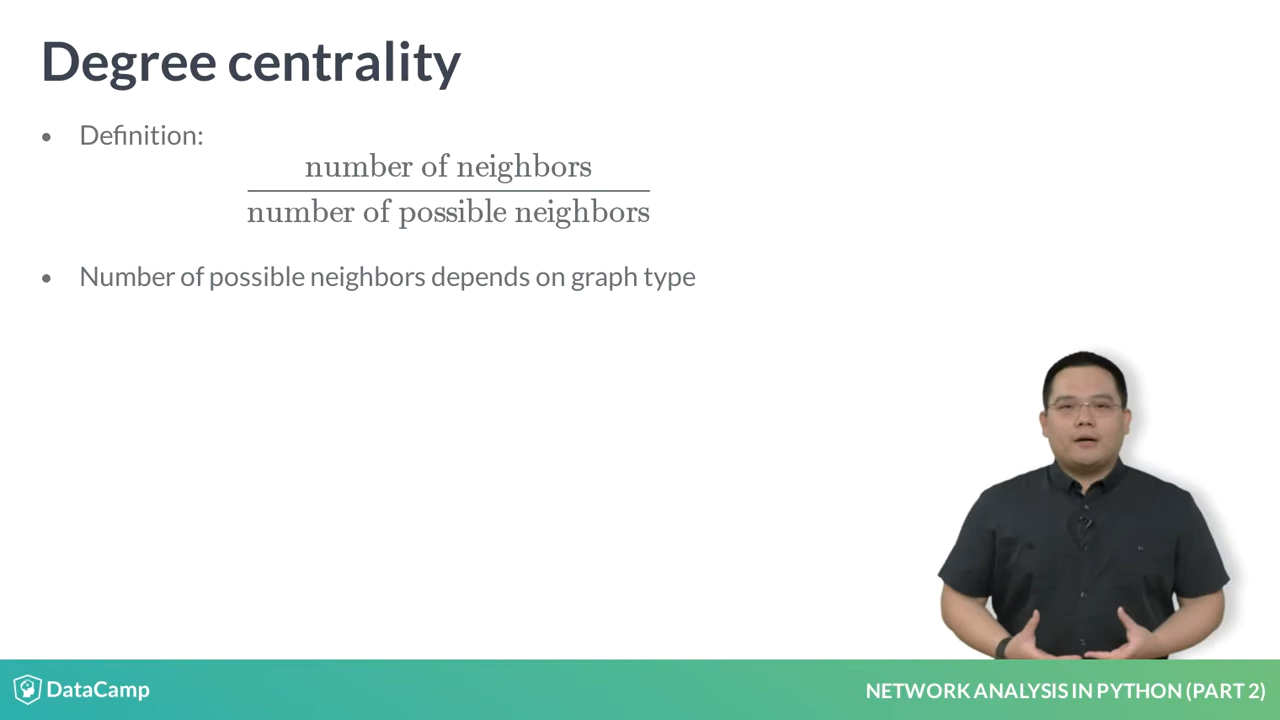 Degree centrality
• Definition:
number of neighbors
number of possible neighbors
• Number of possible neighbors depends on graph type
DataCamp
NETWORK ANALYSIS IN PYTHON (PART 2)